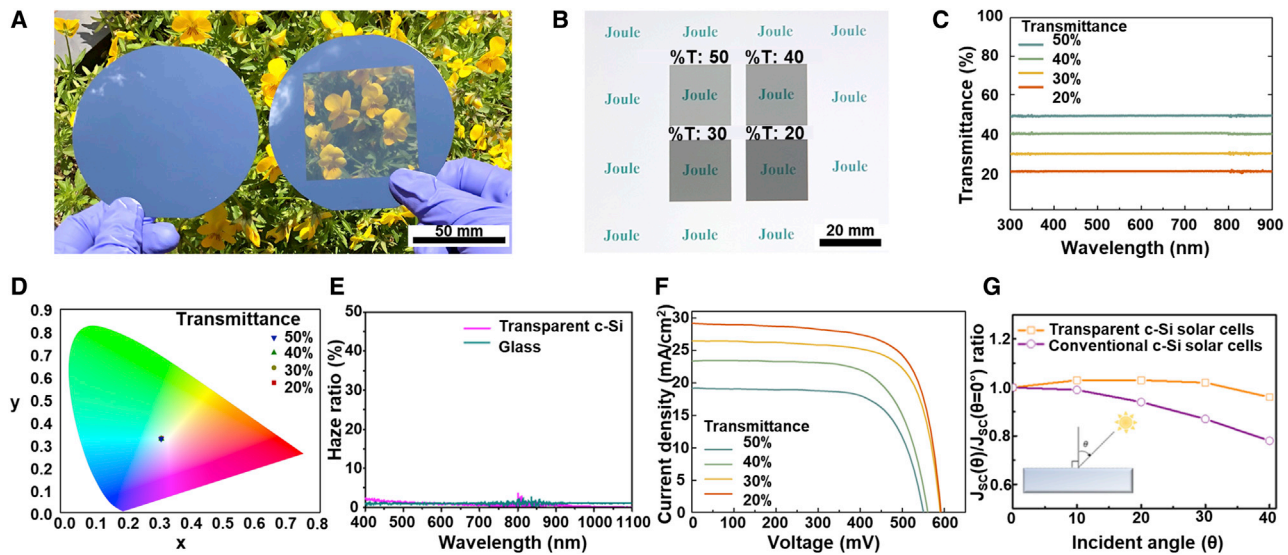 A
50 mm
B
Joule Joule Joule Joule
%T: 50 %T: 40
Joule Joule Joule Joule
%T: 30 %T: 20
Joule Joule Joule Joule
Joule Joule Joule Joule
20 mm
C
Transmittance (%)
100
80
60
40
20
Transmittance
50%
40%
30%
20%
300 400 500 600 700 800 900
Wavelength (nm)
D
y
0.9
0.8
0.7
0.6
0.5
0.4
0.3
0.2
0.1
0.0
Transmittance
50%
40%
30%
20%
0.0 0.1 0.2 0.3 0.4 0.5 0.6 0.7 0.8
x
E
Haze ratio (%)
50
40
30
20
10
0
Transparent c-Si
Glass
400 500 600 700 800 900 1000 1100
Wavelength (nm)
F
Current density (mA/cm²)
30
25
20
15
10
5
0
Transmittance
50%
40%
30%
20%
0 100 200 300 400 500 600
Voltage (mV)
G
JSC(θ)/JSC(θ=0°) ratio
1.2
1.0
0.8
0.6
Transparent c-Si solar cells
Conventional c-Si solar cells
θ
0 10 20 30 40
Incident angle (θ)